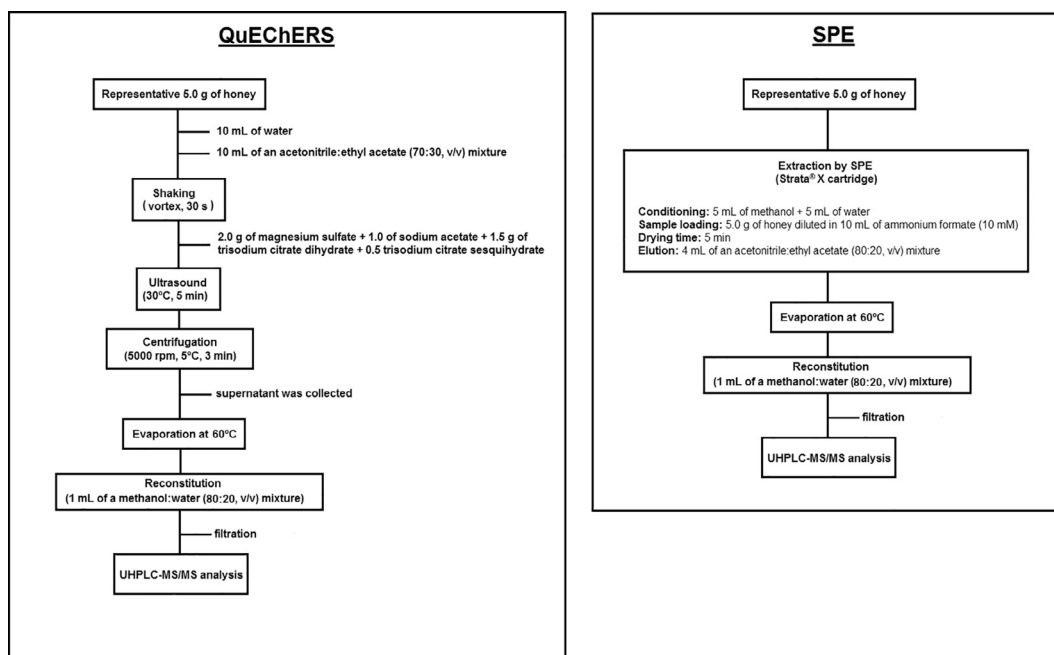 QuEChERS
Representative 5.0 g of honey
10 mL of water
10 mL of an acetonitrile:ethyl acetate (70:30, v/v) mixture
Shaking
(vortex, 30 s)
2.0 g of magnesium sulfate + 1.0 of sodium acetate + 1.5 g of
trisodium citrate dihydrate + 0.5 trisodium citrate sesquihydrate
Ultrasound
(30ºC, 5 min)
Centrifugation
(5000 rpm, 5ºC, 3 min)
supernatant was collected
Evaporation at 60ºC
Reconstitution
(1 mL of a methanol:water (80:20, v/v) mixture)
filtration
UHPLC-MS/MS analysis
SPE
Representative 5.0 g of honey
Extraction by SPE
(Strata® X cartridge)
Conditioning: 5 mL of methanol + 5 mL of water
Sample loading: 5.0 g of honey diluted in 10 mL of ammonium formate (10 mM)
Drying time: 5 min
Elution: 4 mL of an acetonitrile:ethyl acetate (80:20, v/v) mixture
Evaporation at 60ºC
Reconstitution
(1 mL of a methanol:water (80:20, v/v) mixture)
filtration
UHPLC-MS/MS analysis